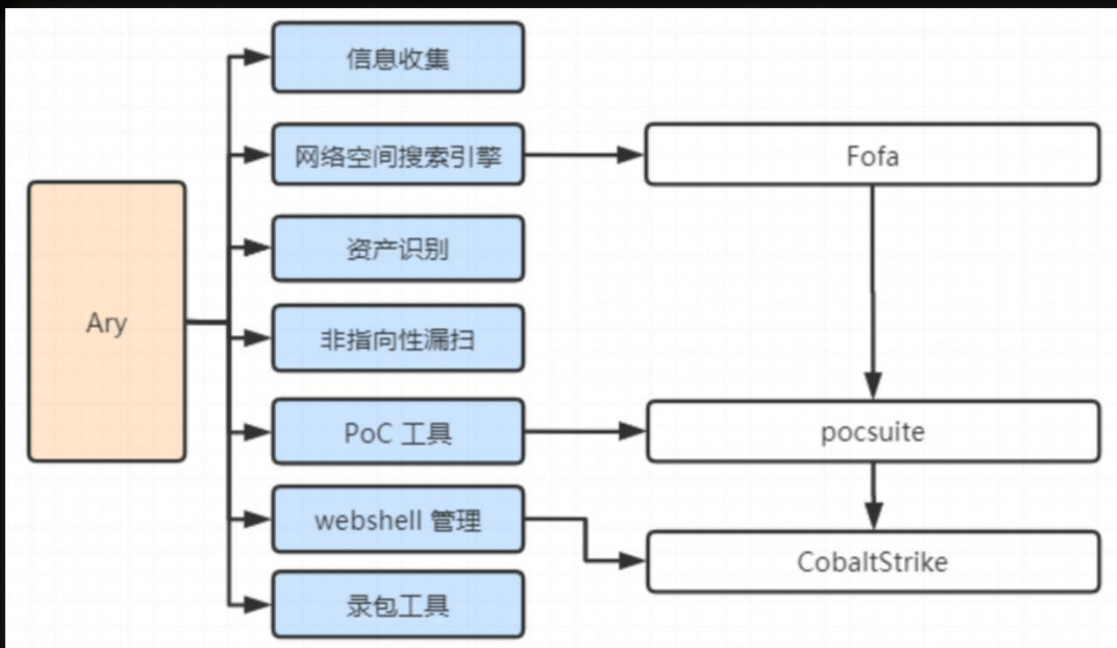 信息收集
网络空间搜索引擎
Fofa
资产识别
Ary
非指向性漏扫
PoC 工具
pocsuite
webshell 管理
CobaltStrike
录包工具